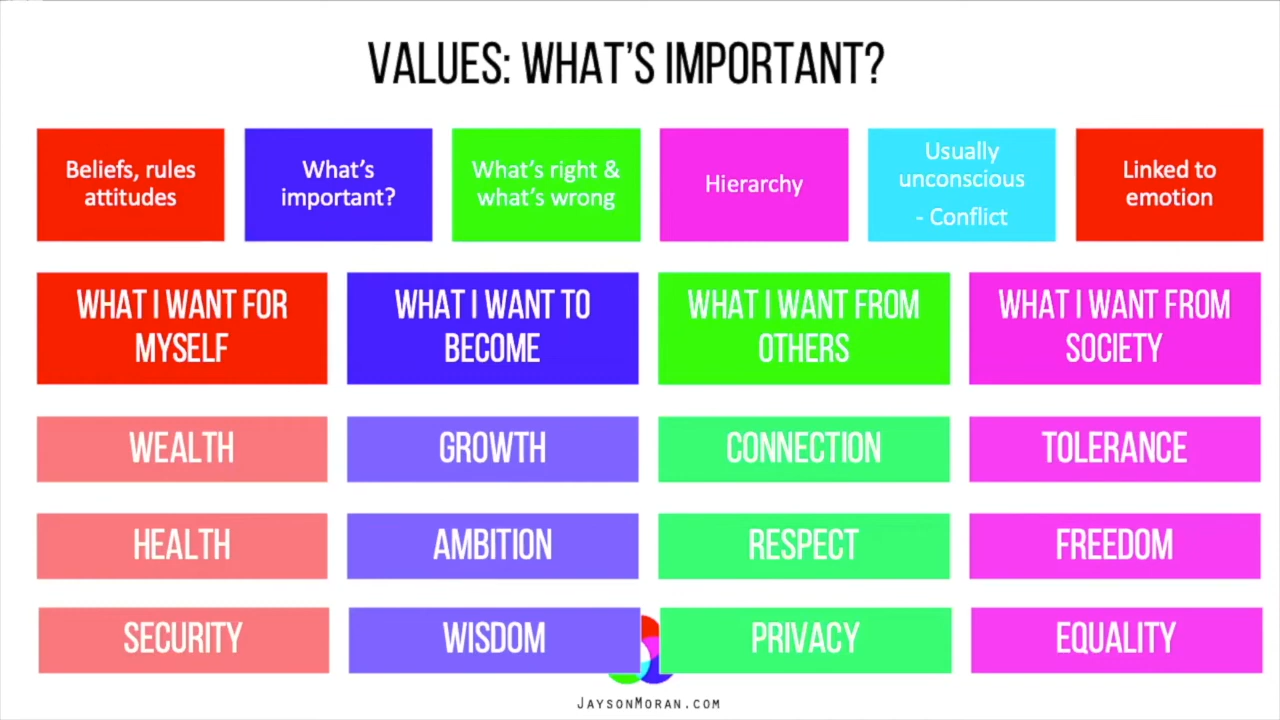 VALUES: WHAT'S IMPORTANT?
Beliefs, rules
attitudes
What's
important?
What's right &
what's wrong
Hierarchy
Usually
unconscious
- Conflict
Linked to
emotion
WHAT I WANT FOR
MYSELF
WHAT I WANT TO
BECOME
WHAT I WANT FROM
OTHERS
WHAT I WANT FROM
SOCIETY
WEALTH
GROWTH
CONNECTION
TOLERANCE
HEALTH
AMBITION
RESPECT
FREEDOM
SECURITY
WISDOM
PRIVACY
EQUALITY
JAYSONMORAN.COM